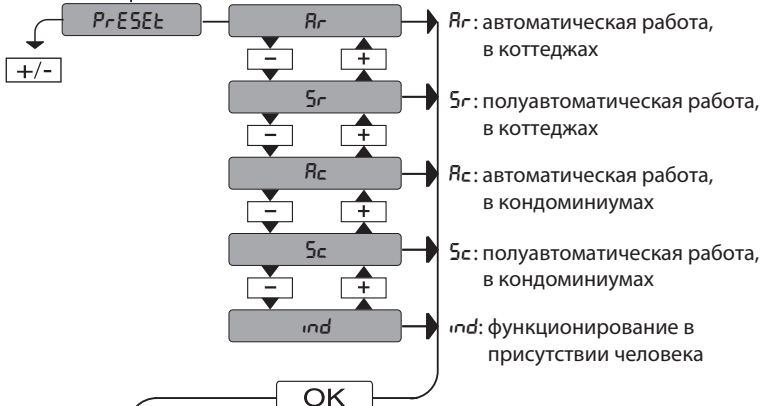 PrESEt
+/-
Ar
Ar: автоматическая работа,
в коттеджах
- +
Sr
Sr: полуавтоматическая работа,
в коттеджах
- +
Ac
Ac: автоматическая работа,
в кондоминиумах
- +
Sc
Sc: полуавтоматическая работа,
в кондоминиумах
- +
ind
ind: функционирование в
присутствии человека
OK